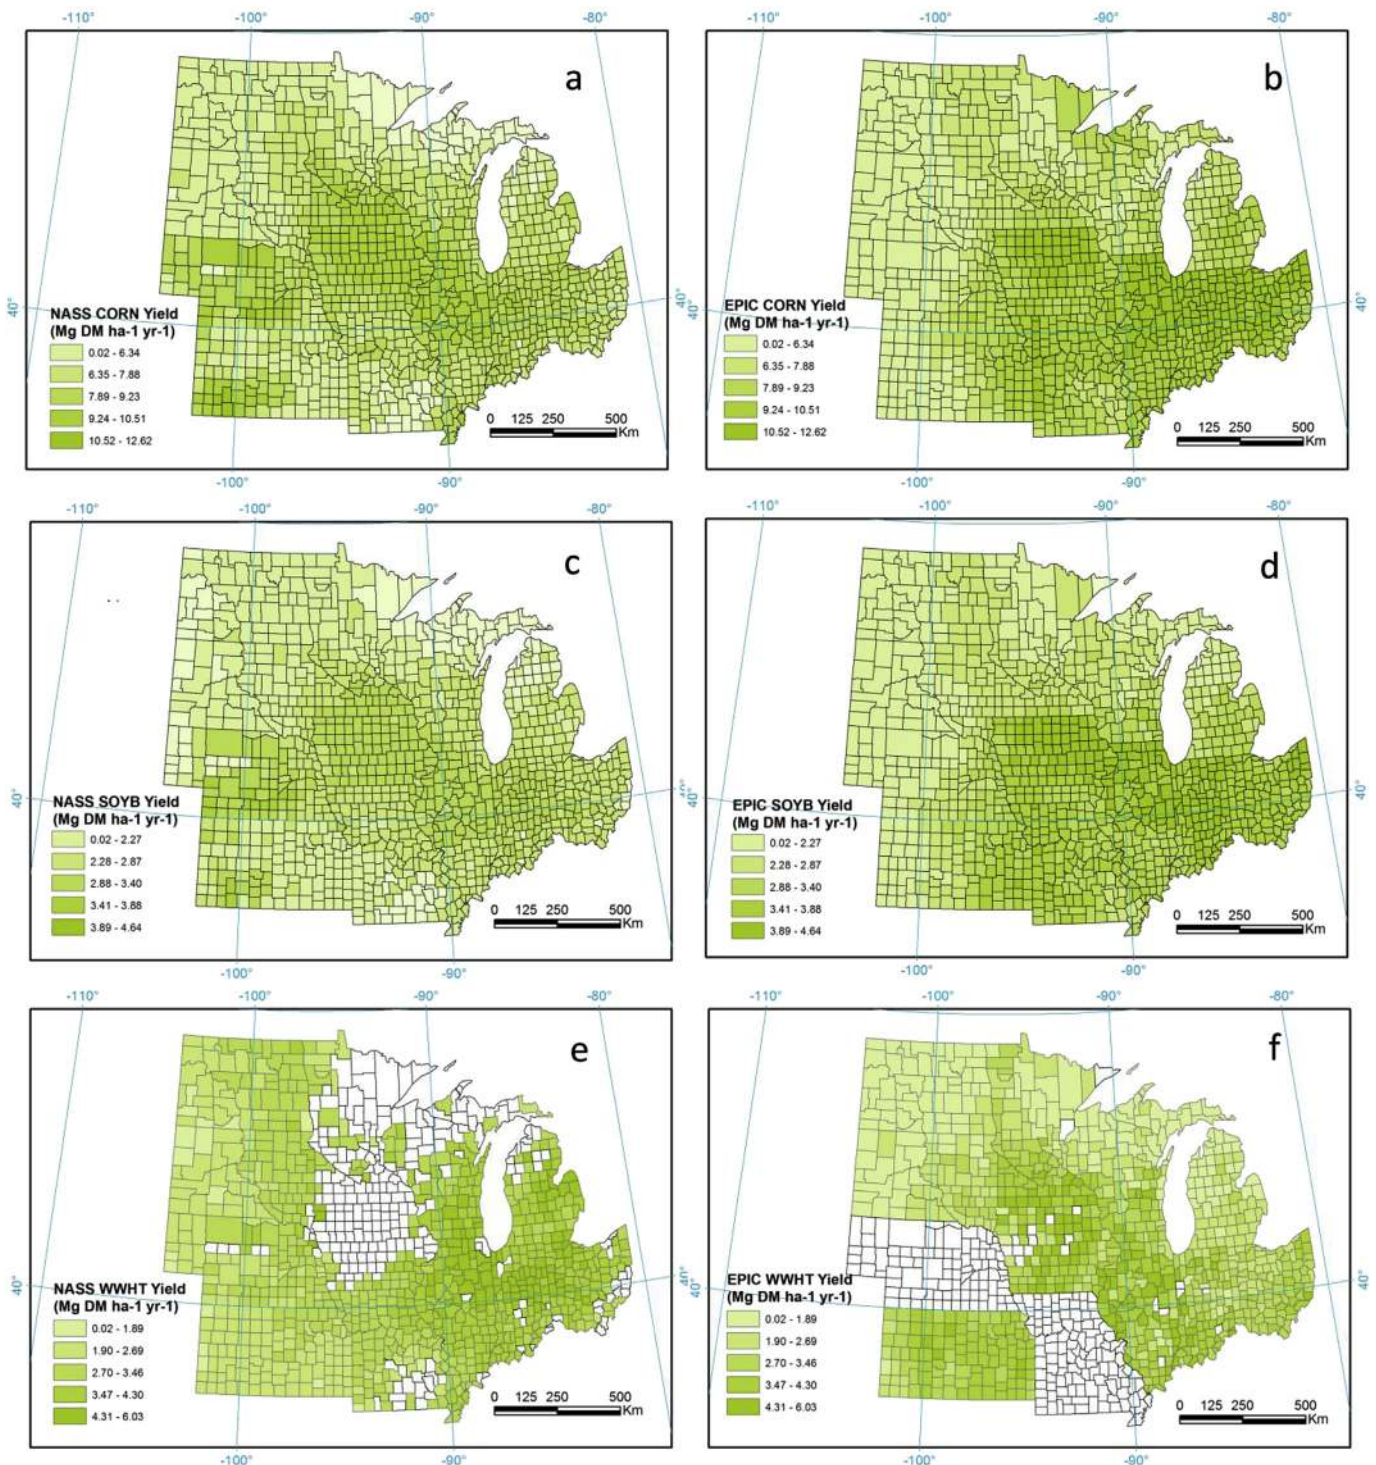 -110° -100° -90° -80° -110° -100° -90° -80°
a b
40° 40° 40°
NASS CORN Yield
(Mg DM ha-1 yr-1)
0.02 - 6.34
6.35 - 7.88
7.89 - 9.23
9.24 - 10.51
10.52 - 12.62
0 125 250 500
Km
EPIC CORN Yield
(Mg DM ha-1 yr-1)
0.02 - 6.34
6.35 - 7.88
7.89 - 9.23
9.24 - 10.51
10.52 - 12.62
0 125 250 500
Km
-100° -90° -100° -90°
-110° -100° -90° -80° -110° -100° -90° -80°
c d
40° 40° 40°
NASS SOYB Yield
(Mg DM ha-1 yr-1)
0.02 - 2.27
2.28 - 2.87
2.88 - 3.40
3.41 - 3.88
3.89 - 4.64
0 125 250 500
Km
EPIC SOYB Yield
(Mg DM ha-1 yr-1)
0.02 - 2.27
2.28 - 2.87
2.88 - 3.40
3.41 - 3.88
3.89 - 4.64
0 125 250 500
Km
-100° -90° -100° -90°
-110° -100° -90° -80° -110° -100° -90° -80°
e f
40° 40° 40°
NASS WWHT Yield
(Mg DM ha-1 yr-1)
0.02 - 1.89
1.90 - 2.69
2.70 - 3.46
3.47 - 4.30
4.31 - 6.03
0 125 250 500
Km
EPIC WWHT Yield
(Mg DM ha-1 yr-1)
0.02 - 1.89
1.90 - 2.69
2.70 - 3.46
3.47 - 4.30
4.31 - 6.03
0 125 250 500
Km
-100° -90° -100° -90°